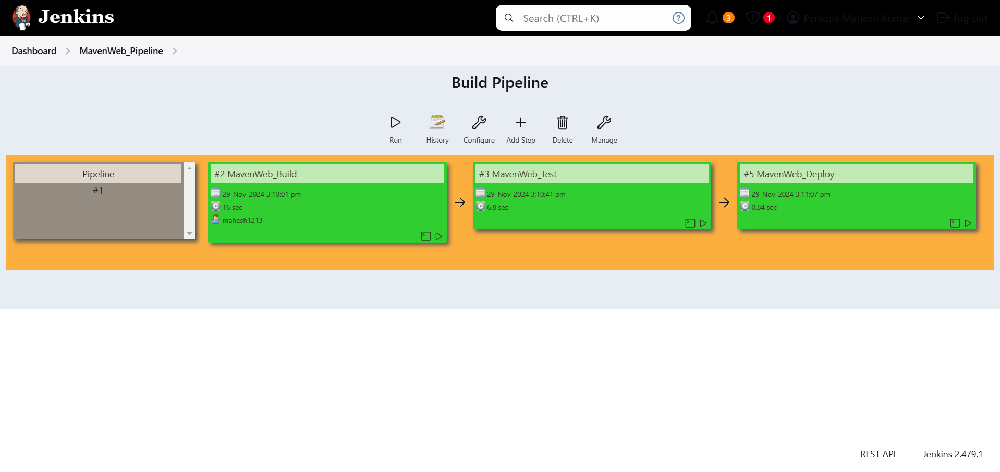 Jenkins
Search (CTRL+K)
?
3
1
Penkula Mahesh Kumar
log out
Dashboard
MavenWeb_Pipeline
Build Pipeline
Run
History
Configure
Add Step
Delete
Manage
Pipeline
#1
#2 MavenWeb_Build
29-Nov-2024 3:10:01 pm
16 sec
mahesh1213
#3 MavenWeb_Test
29-Nov-2024 3:10:41 pm
6.8 sec
#5 MavenWeb_Deploy
29-Nov-2024 3:11:07 pm
0.84 sec
REST API
Jenkins 2.479.1